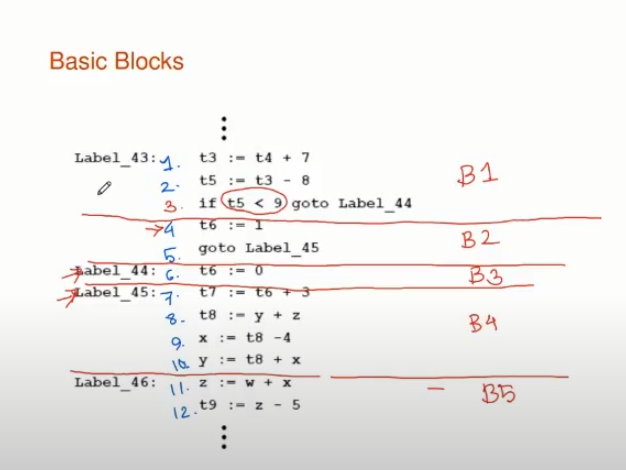 Basic Blocks
Label_43: 1. t3 := t4 + 7
2. t5 := t3 - 8
B1
3. if t5 < 9 goto Label_44
4 t6 := 1
B2
5. goto Label_45
Label_44: 6. t6 := 0
B3
Label_45: 7. t7 := t6 + 3
8. t8 := y + z
B4
9. x := t8 -4
10. y := t8 + x
Label_46: 11. z := w + x
B5
12. t9 := z - 5